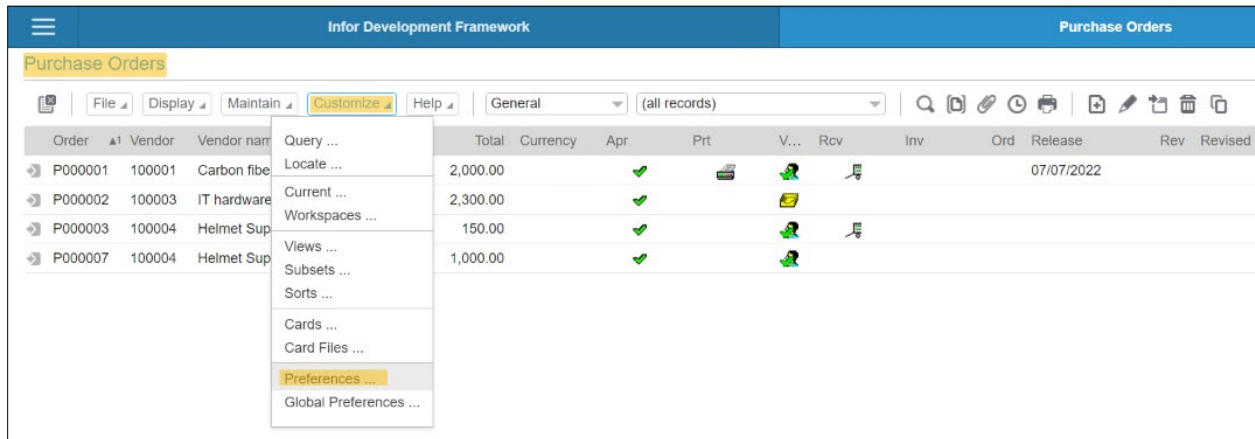 Infor Development Framework Purchase Orders
Purchase Orders
File Display Maintain Customize Help General (all records)
Order 1 Vendor Vendor nam Total Currency Apr Prt V... Rcv Inv Ord Release Rev Revised
P000001 100001 Carbon fibe 2,000.00 07/07/2022
P000002 100003 IT hardware 2,300.00
P000003 100004 Helmet Sup 150.00
P000007 100004 Helmet Sup 1,000.00
Query ...
Locate ...
Current ...
Workspaces ...
Views ...
Subsets ...
Sorts ...
Cards ...
Card Files ...
Preferences ...
Global Preferences ...